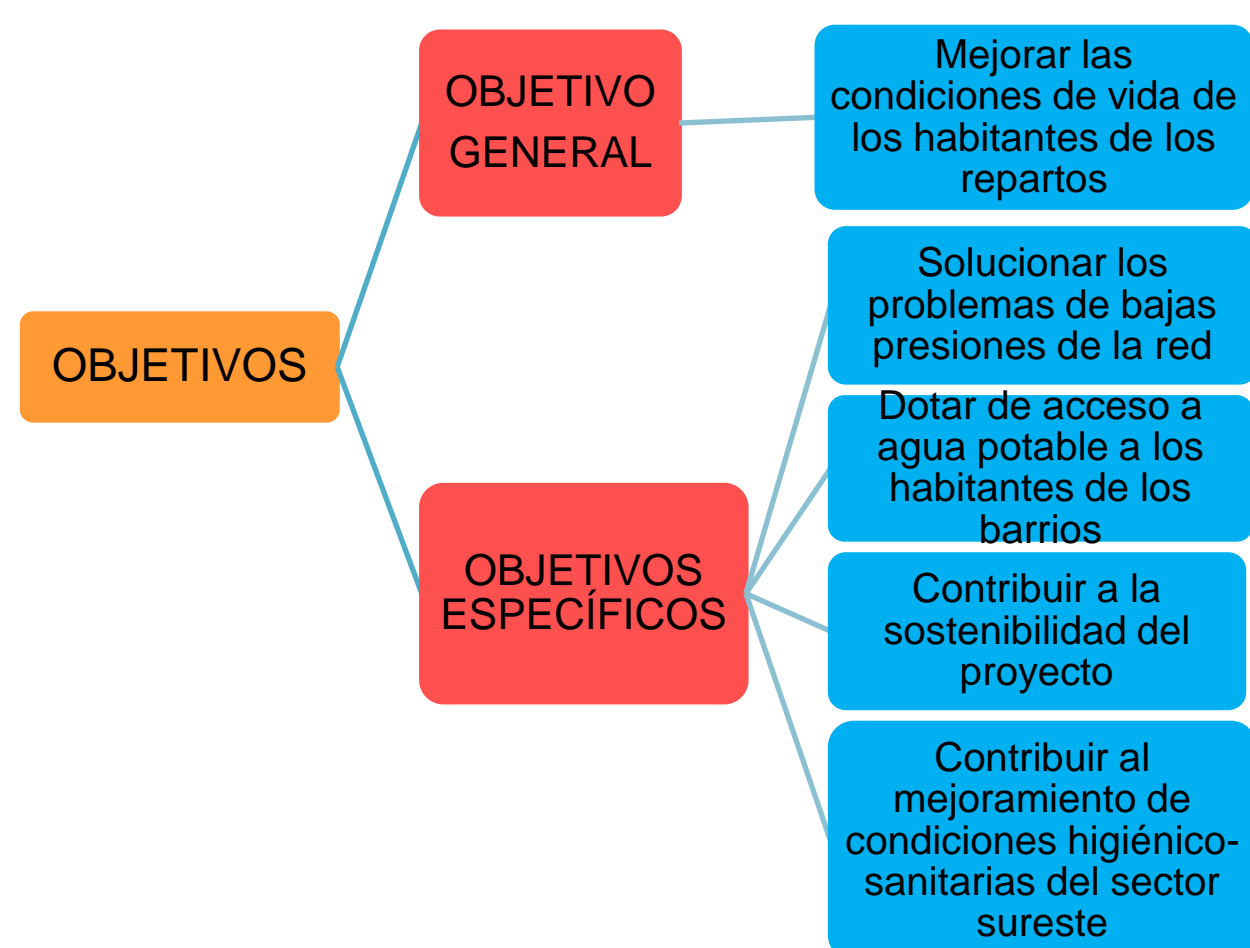 OBJETIVOS
OBJETIVO
GENERAL
Mejorar las
condiciones de vida de
los habitantes de los
repartos
OBJETIVOS
ESPECÍFICOS
Solucionar los
problemas de bajas
presiones de la red
Dotar de acceso a
agua potable a los
habitantes de los
barrios
Contribuir a la
sostenibilidad del
proyecto
Contribuir al
mejoramiento de
condiciones higiénico-
sanitarias del sector
sureste